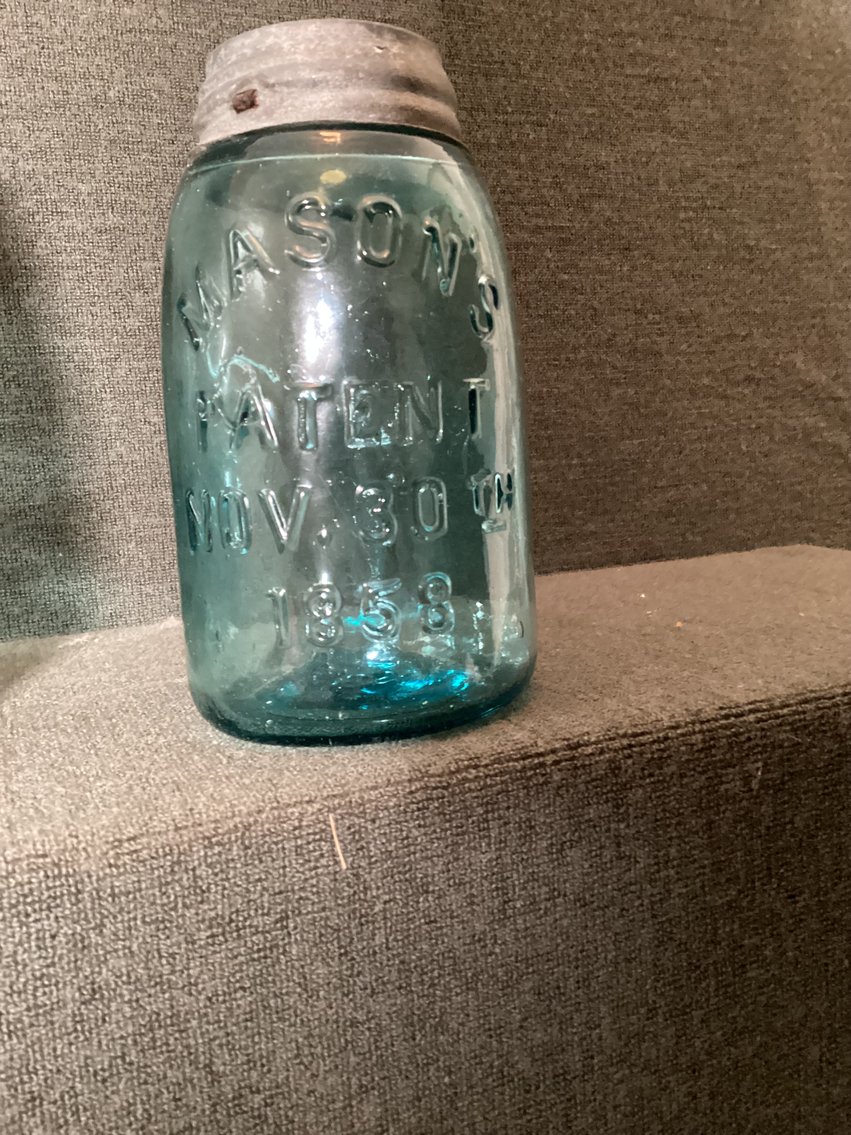 MASON'S
PATENT
NOV. 30TH
1858